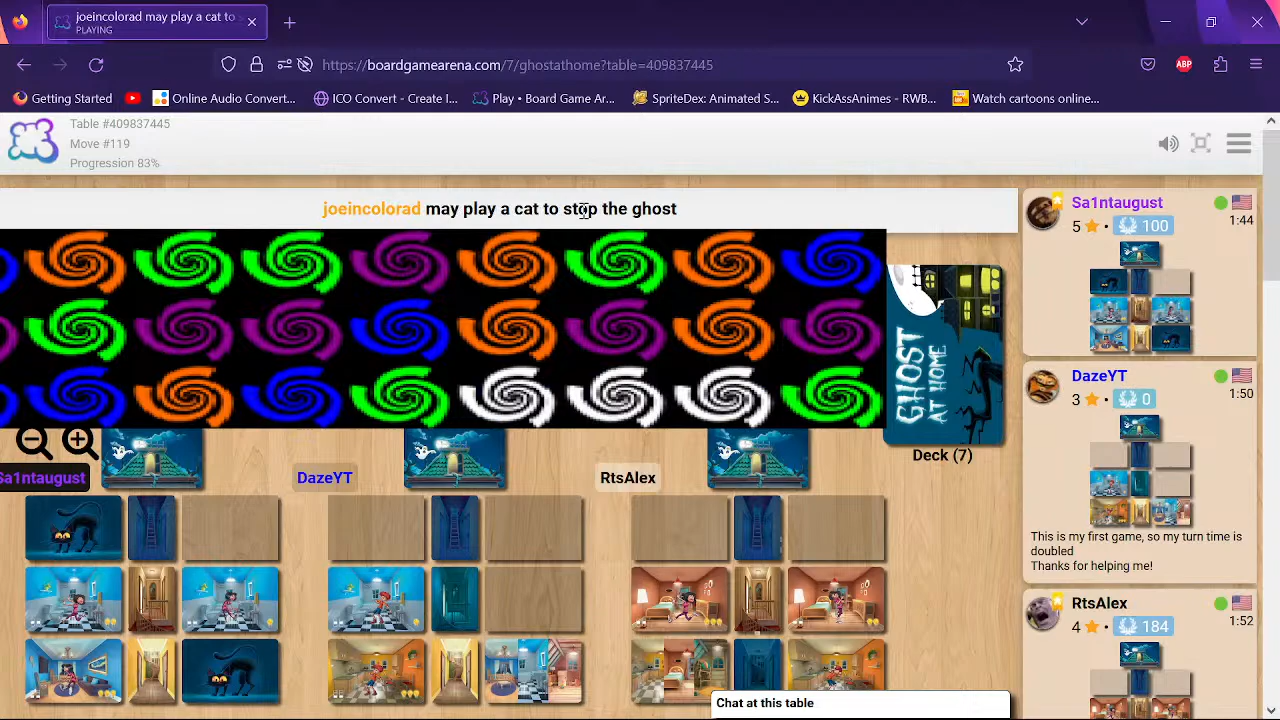 joeincolorad may play a cat to s
PLAYING
https://boardgamearena.com/7/ghostathome?table=409837445
ABP
Getting Started
Online Audio Convert...
ICO Convert - Create I...
Play • Board Game Ar...
SpriteDex: Animated S...
KickAssAnimes - RWB...
Watch cartoons online...
Table #409837445
Move #119
Progression 83%
joeincolorad may play a cat to stop the ghost
GHOST
AT HOME
Deck (7)
Sa1ntaugust
DazeYT
RtsAlex
Sa1ntaugust
5 • 100
1:44
DazeYT
3 • 0
1:50
This is my first game, so my turn time is
doubled
Thanks for helping me!
RtsAlex
4 • 184
1:52
Chat at this table